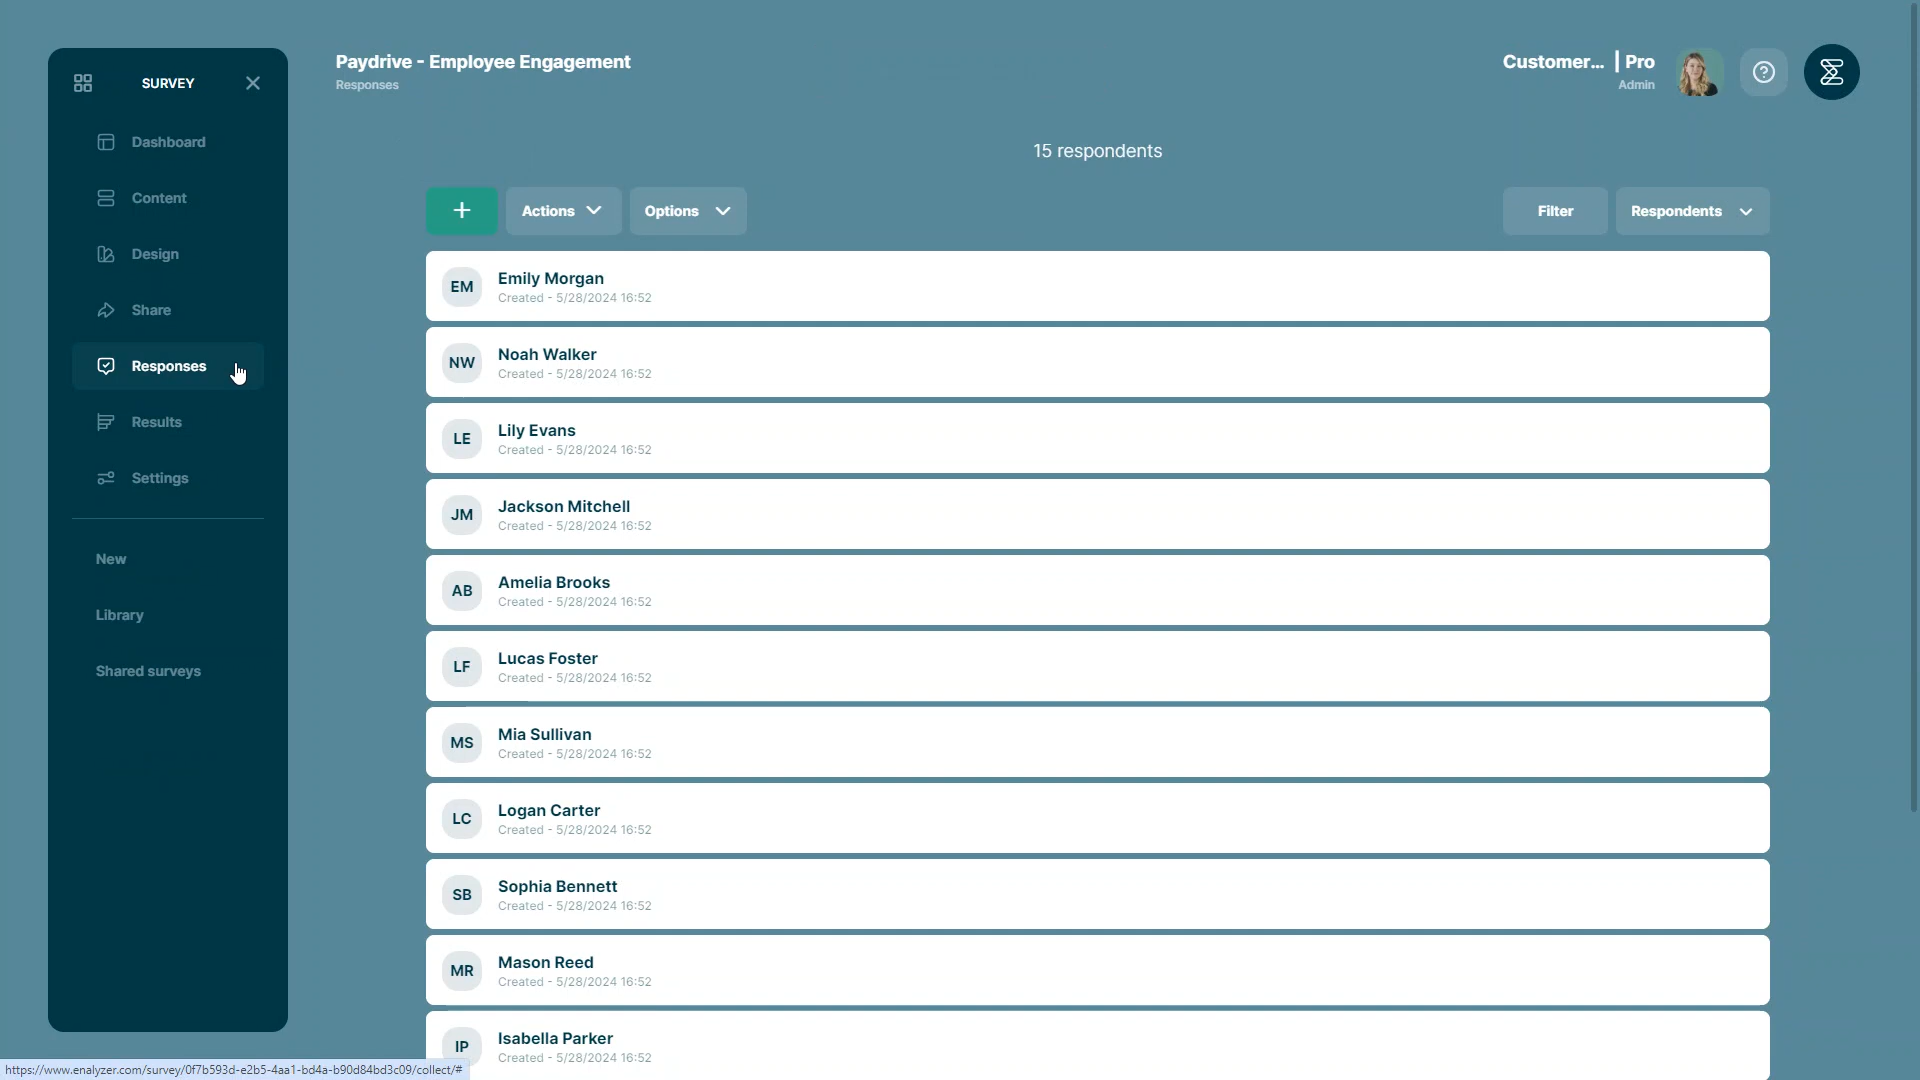 SURVEY
Dashboard
Content
Design
Share
Responses
Results
Settings
New
Library
Shared surveys
Paydrive - Employee Engagement
Responses
Customer... | Pro
Admin
15 respondents
+
Actions
Options
Filter
Respondents
EM
Emily Morgan
Created - 5/28/2024 16:52
NW
Noah Walker
Created - 5/28/2024 16:52
LE
Lily Evans
Created - 5/28/2024 16:52
JM
Jackson Mitchell
Created - 5/28/2024 16:52
AB
Amelia Brooks
Created - 5/28/2024 16:52
LF
Lucas Foster
Created - 5/28/2024 16:52
MS
Mia Sullivan
Created - 5/28/2024 16:52
LC
Logan Carter
Created - 5/28/2024 16:52
SB
Sophia Bennett
Created - 5/28/2024 16:52
MR
Mason Reed
Created - 5/28/2024 16:52
IP
Isabella Parker
Created - 5/28/2024 16:52
https://www.enalyzer.com/survey/0f7b593d-e2b5-4aa1-bd4a-b90d84bd3c09/collect/#